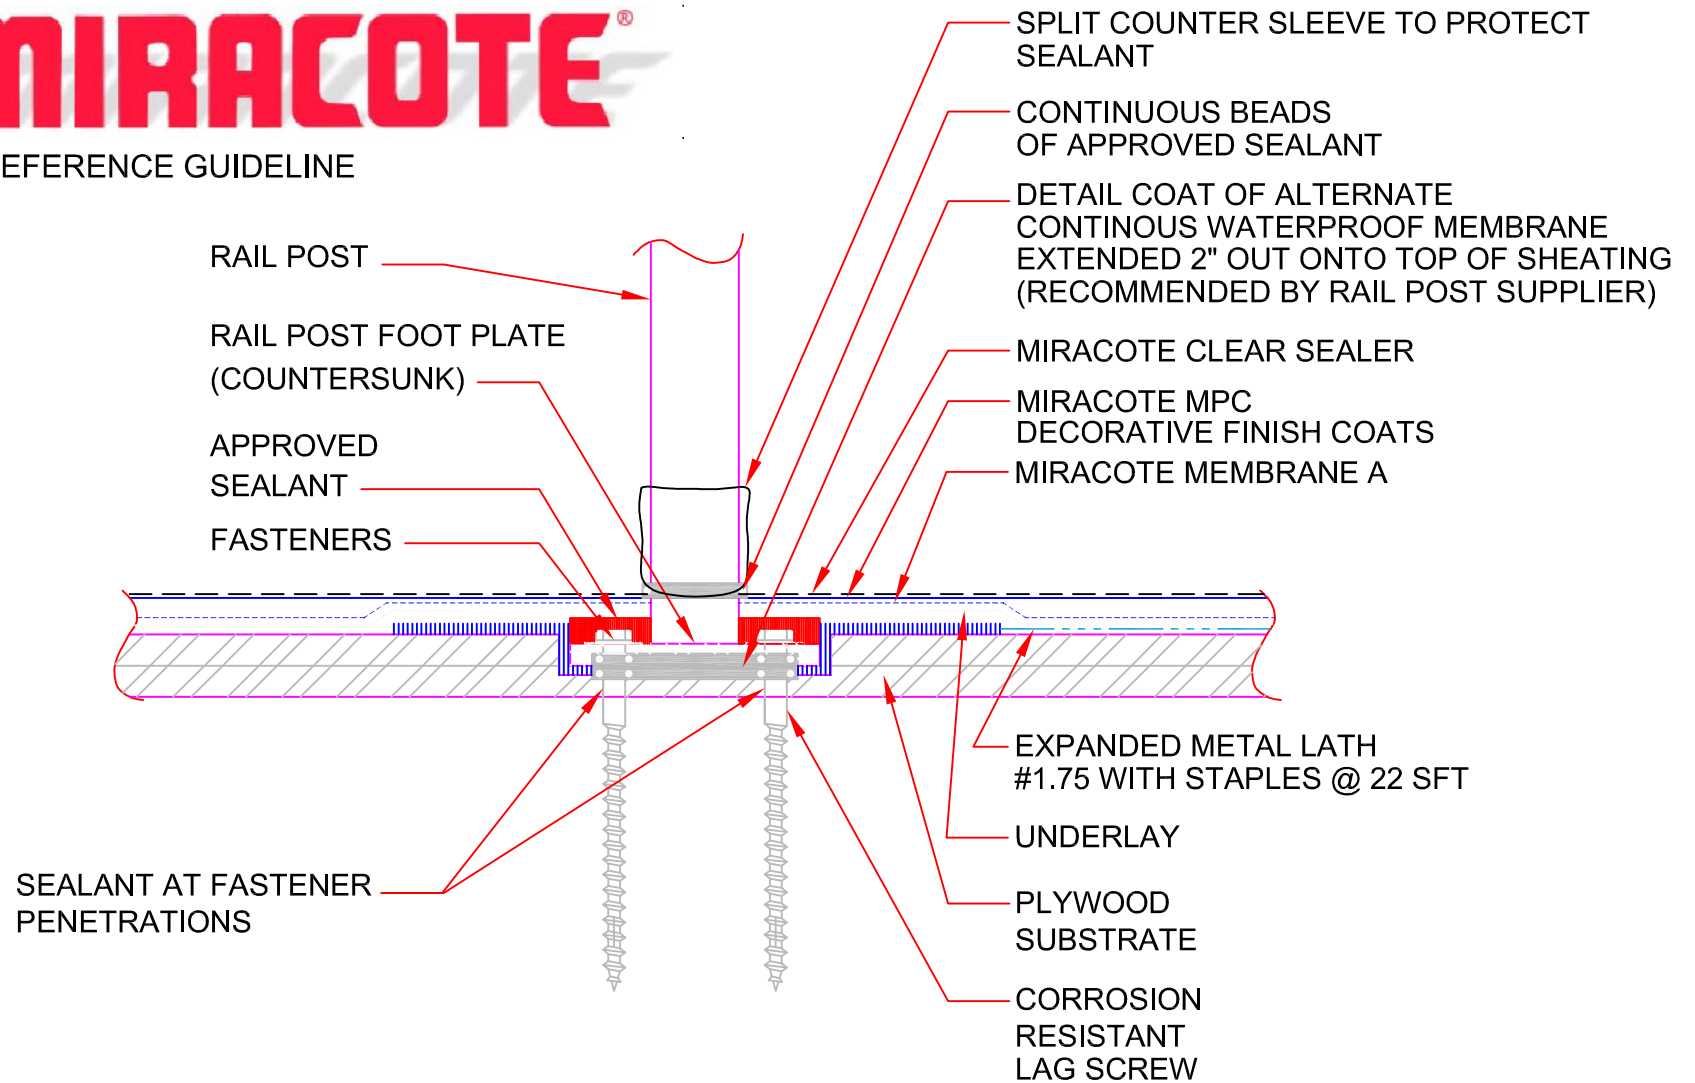 MIRACOTE®
EFERENCE GUIDELINE
RAIL POST
RAIL POST FOOT PLATE
(COUNTERSUNK)
APPROVED
SEALANT
FASTENERS
SEALANT AT FASTENER
PENETRATIONS
SPLIT COUNTER SLEEVE TO PROTECT
SEALANT
CONTINUOUS BEADS
OF APPROVED SEALANT
DETAIL COAT OF ALTERNATE
CONTINOUS WATERPROOF MEMBRANE
EXTENDED 2" OUT ONTO TOP OF SHEATING
(RECOMMENDED BY RAIL POST SUPPLIER)
MIRACOTE CLEAR SEALER
MIRACOTE MPC
DECORATIVE FINISH COATS
MIRACOTE MEMBRANE A
EXPANDED METAL LATH
#1.75 WITH STAPLES @ 22 SFT
UNDERLAY
PLYWOOD
SUBSTRATE
CORROSION
RESISTANT
LAG SCREW